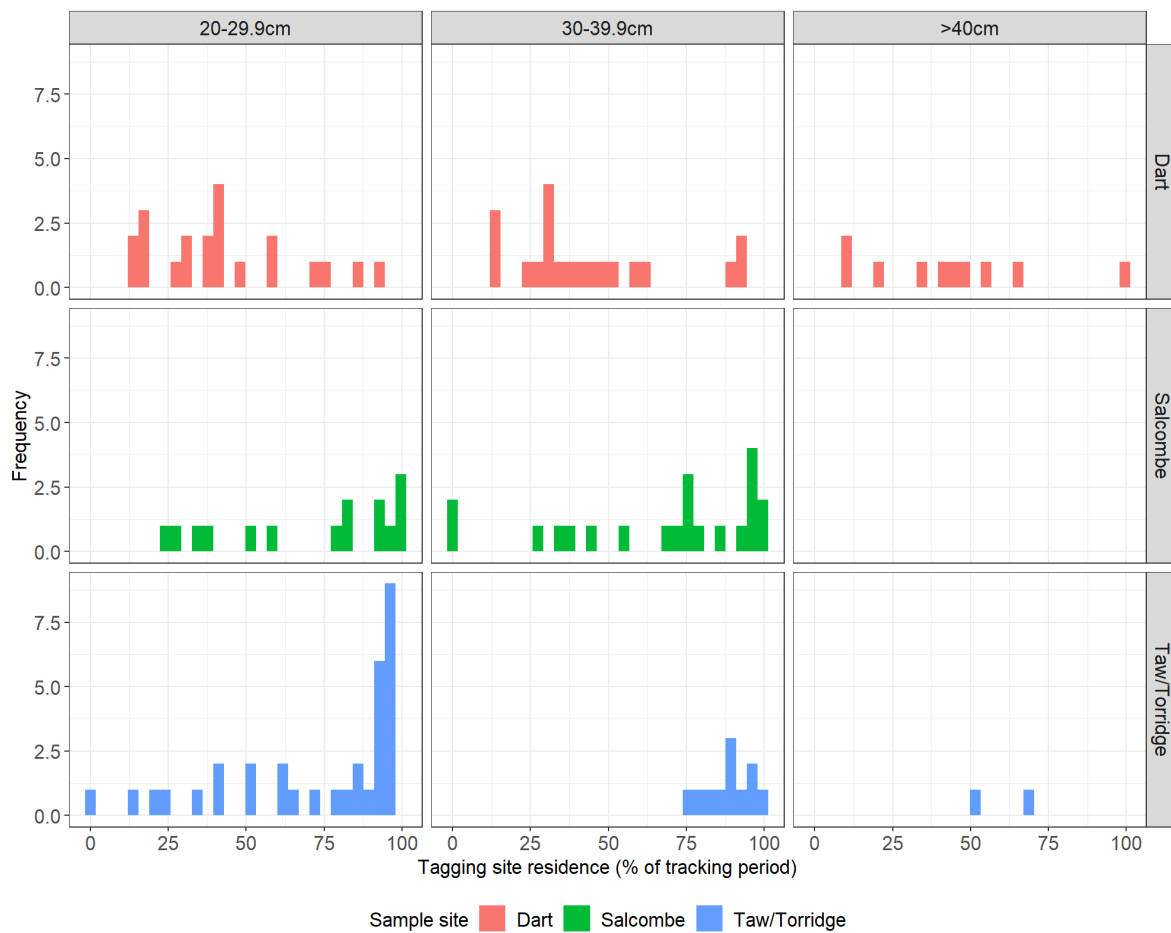 20-29.9cm 30-39.9cm >40cm
7.5
5.0
2.5
0.0
Dart
7.5
5.0
2.5
0.0
Salcombe
Frequency
7.5
5.0
2.5
0.0
Taw/Torridge
0 25 50 75 100 0 25 50 75 100 0 25 50 75 100
Tagging site residence (% of tracking period)
Sample site Dart Salcombe Taw/Torridge